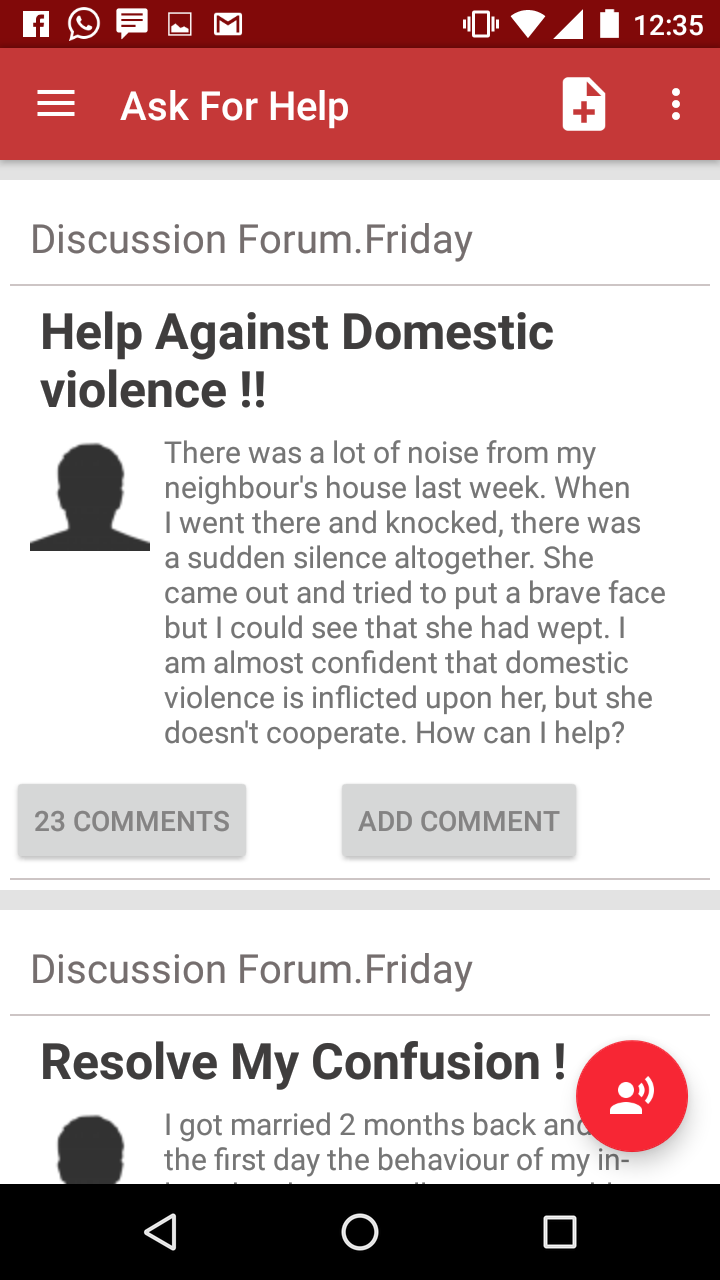 12:35
Ask For Help
Discussion Forum.Friday
Help Against Domestic
violence !!
There was a lot of noise from my
neighbour's house last week. When
I went there and knocked, there was
a sudden silence altogether. She
came out and tried to put a brave face
but I could see that she had wept. I
am almost confident that domestic
violence is inflicted upon her, but she
doesn't cooperate. How can I help?
23 COMMENTS ADD COMMENT
Discussion Forum.Friday
Resolve My Confusion !
I got married 2 months back and
the first day the behaviour of my in-